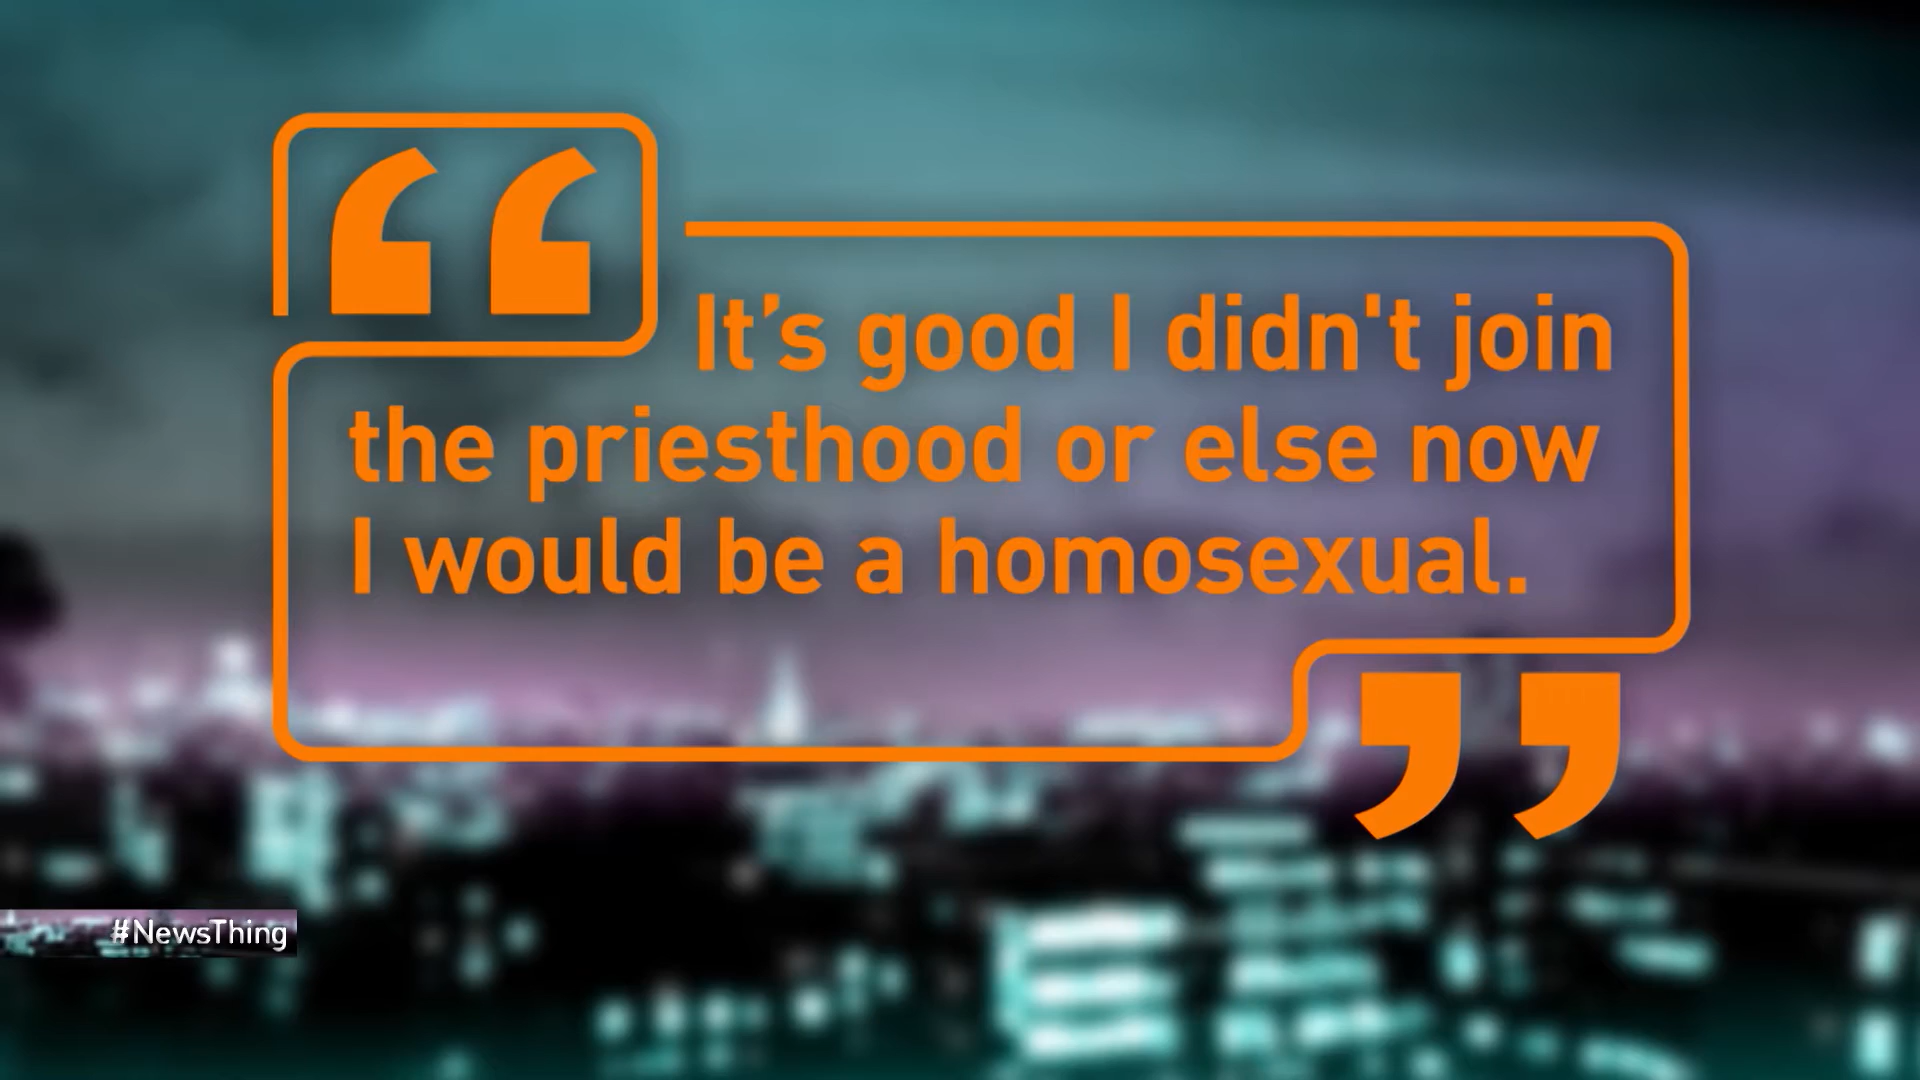 It’s good I didn't join
the priesthood or else now
I would be a homosexual.
#NewsThing